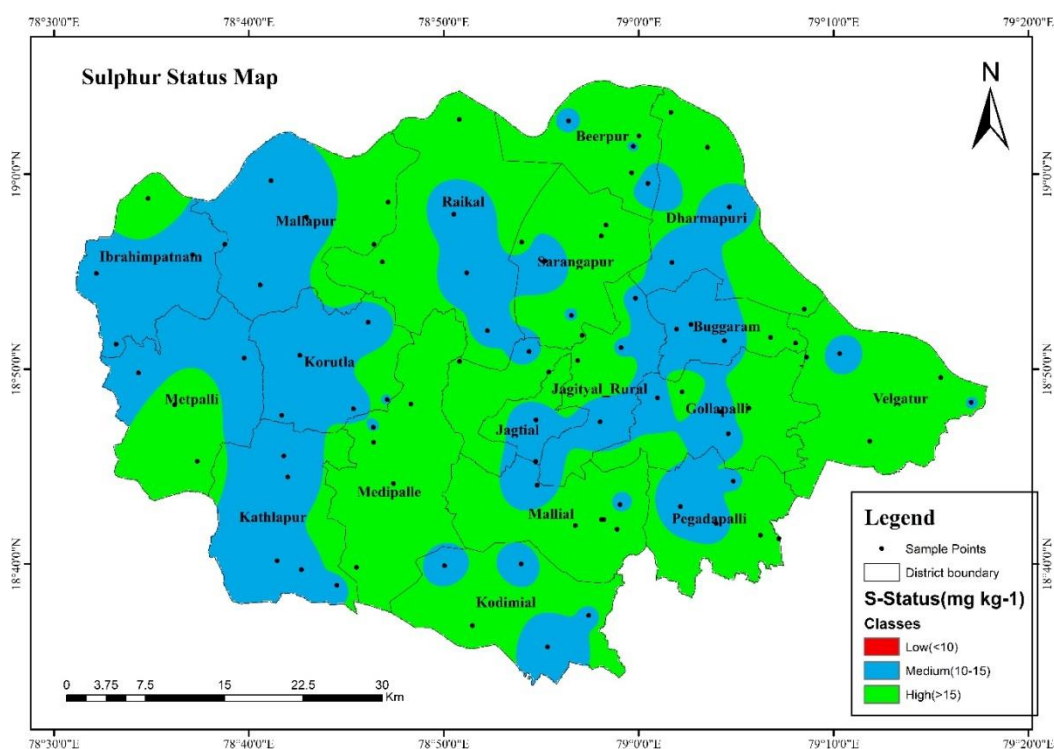 78°30'0"E 78°40'0"E 78°50'0"E 79°0'0"E 79°10'0"E 79°20'0"E
Sulphur Status Map
N
Beerpur
19°0'0"N 19°0'0"N
Raikal
Mallapur
Dharmapuri
Ibrahimpatnam
Sarangapur
Buggaram
Korutla
18°50'0"N 18°50'0"N
Metpalli
Jagityal_Rural
Velgatur
Gollapalli
Jagtial
Medipalle
Kathlapur
Mallial
Pegadapalli
Legend
Sample Points
18°40'0"N 18°40'0"N
District boundary
Kodimial
S-Status(mg kg-1)
Classes
Low(<10)
Medium(10-15)
High(>15)
0 3.75 7.5 15 22.5 30
Km
78°30'0"E 78°40'0"E 78°50'0"E 79°0'0"E 79°10'0"E 79°20'0"E